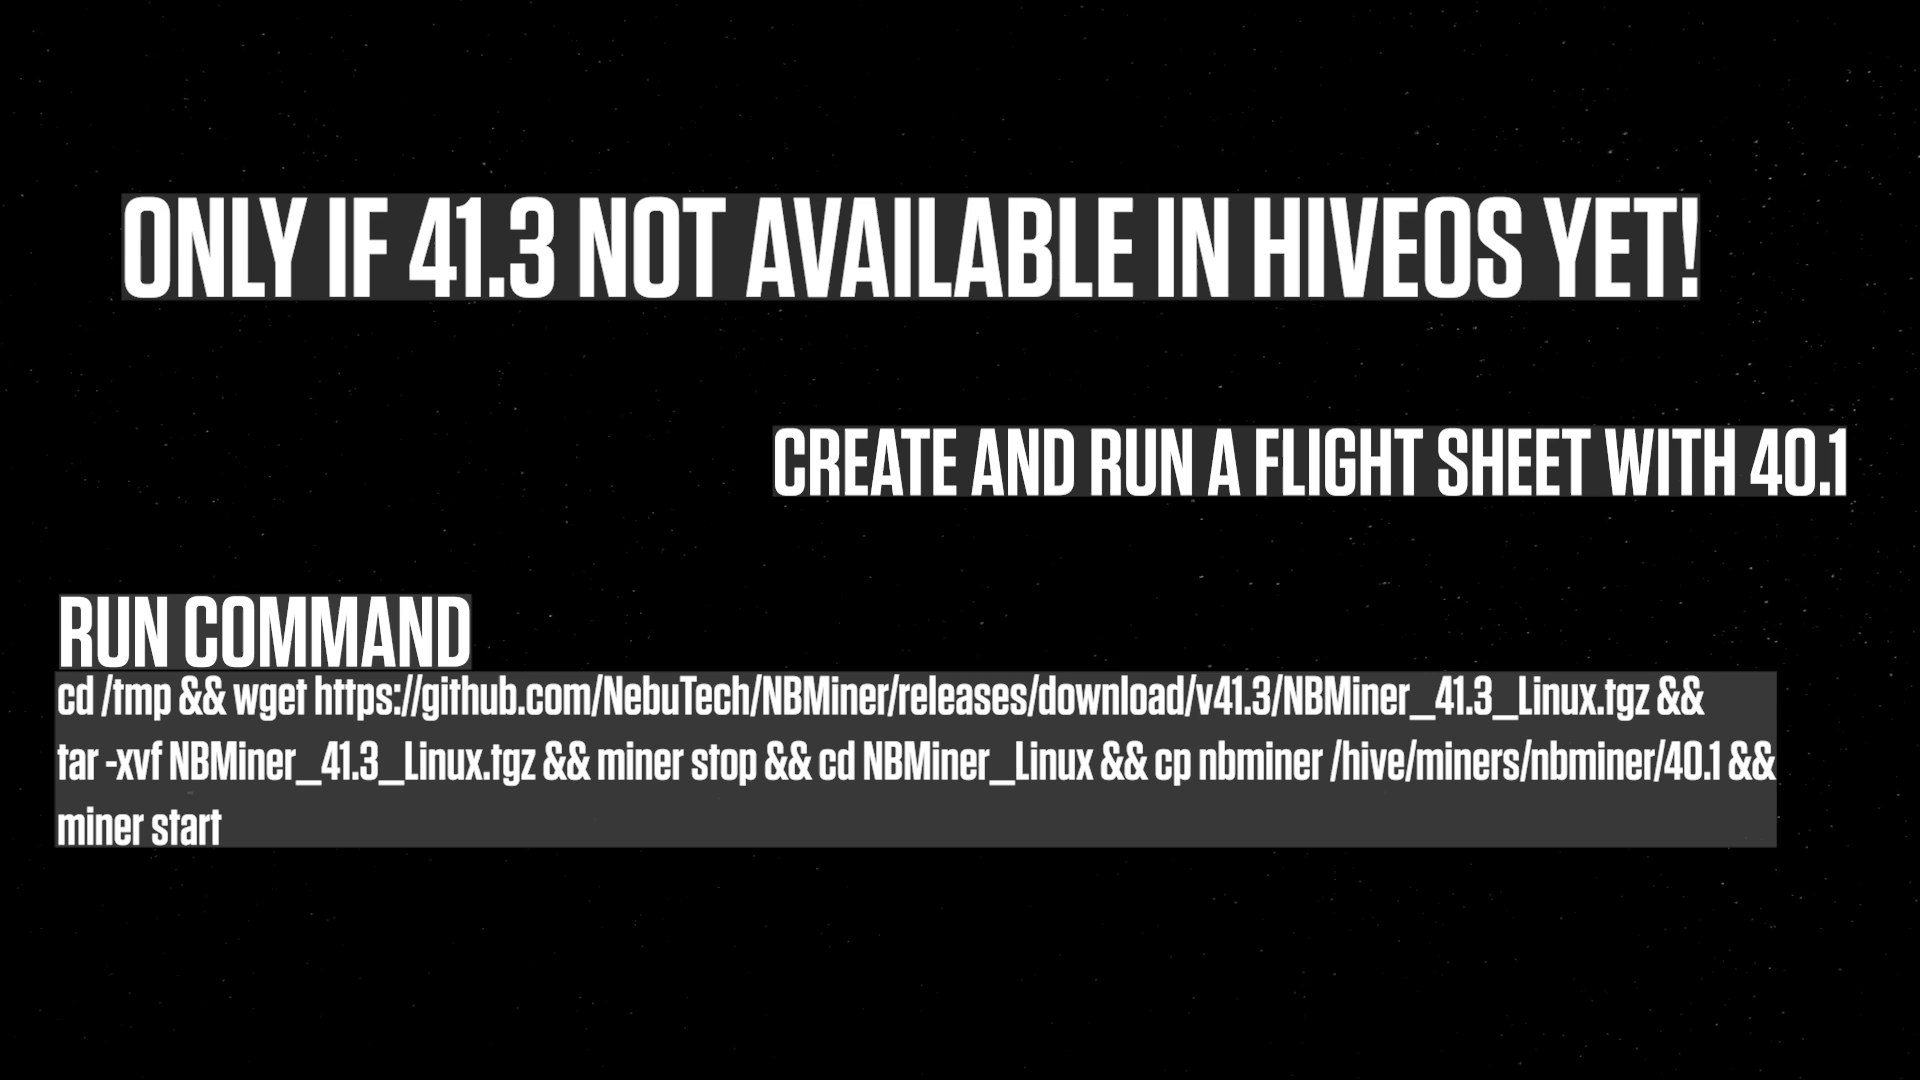 ONLY IF 41.3 NOT AVAILABLE IN HIVEOS YET!
CREATE AND RUN A FLIGHT SHEET WITH 40.1
RUN COMMAND
cd /tmp && wget https://github.com/NebuTech/NBMiner/releases/download/v41.3/NBMiner_41.3_Linux.tgz &&
tar -xvf NBMiner_41.3_Linux.tgz && miner stop && cd NBMiner_Linux && cp nbminer /hive/miners/nbminer/40.1 &&
miner start